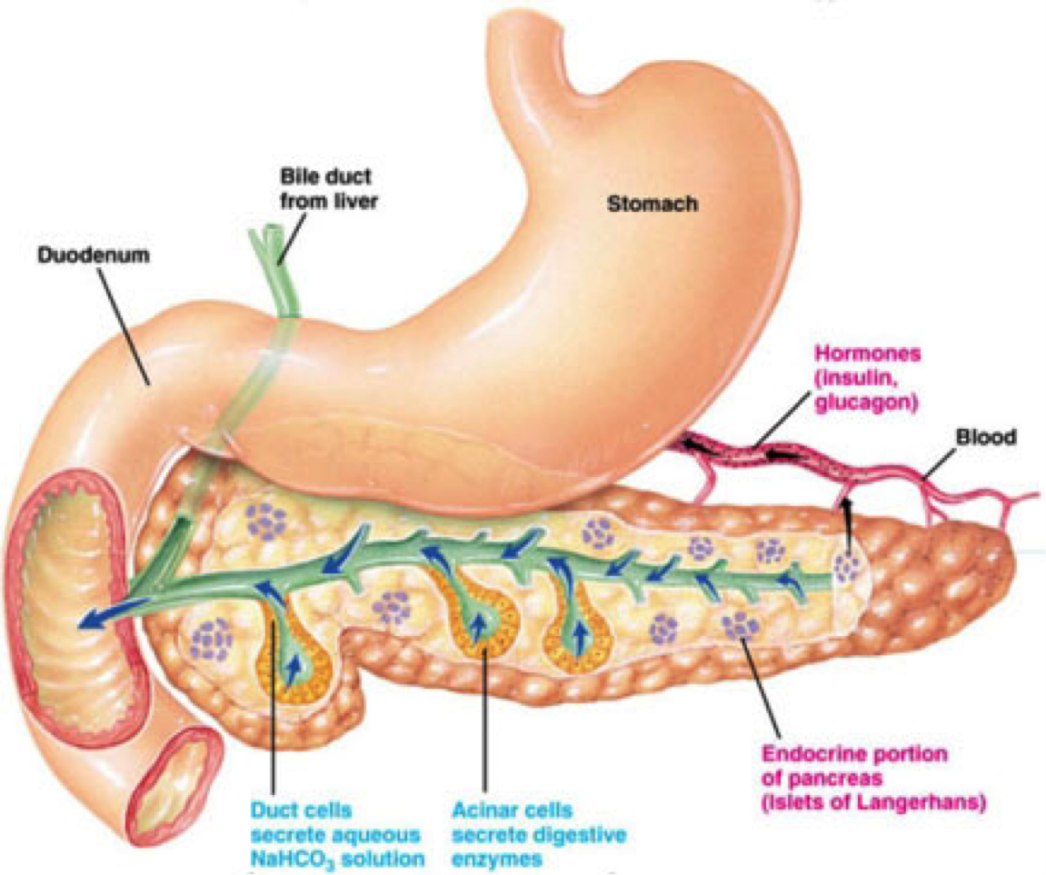 Bile duct
from liver
Stomach
Duodenum
Hormones
(insulin,
glucagon)
Blood
Endocrine portion
of pancreas
(Islets of Langerhans)
Duct cells
secrete aqueous
NaHCO₃ solution
Acinar cells
secrete digestive
enzymes